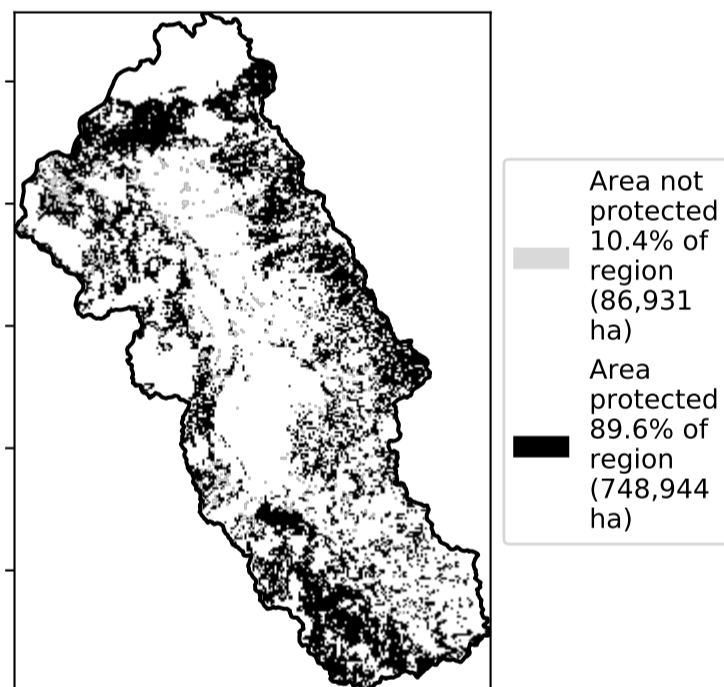 Area not
protected
10.4% of
region
(86,931
ha)
Area
protected
89.6% of
region
(748,944
ha)